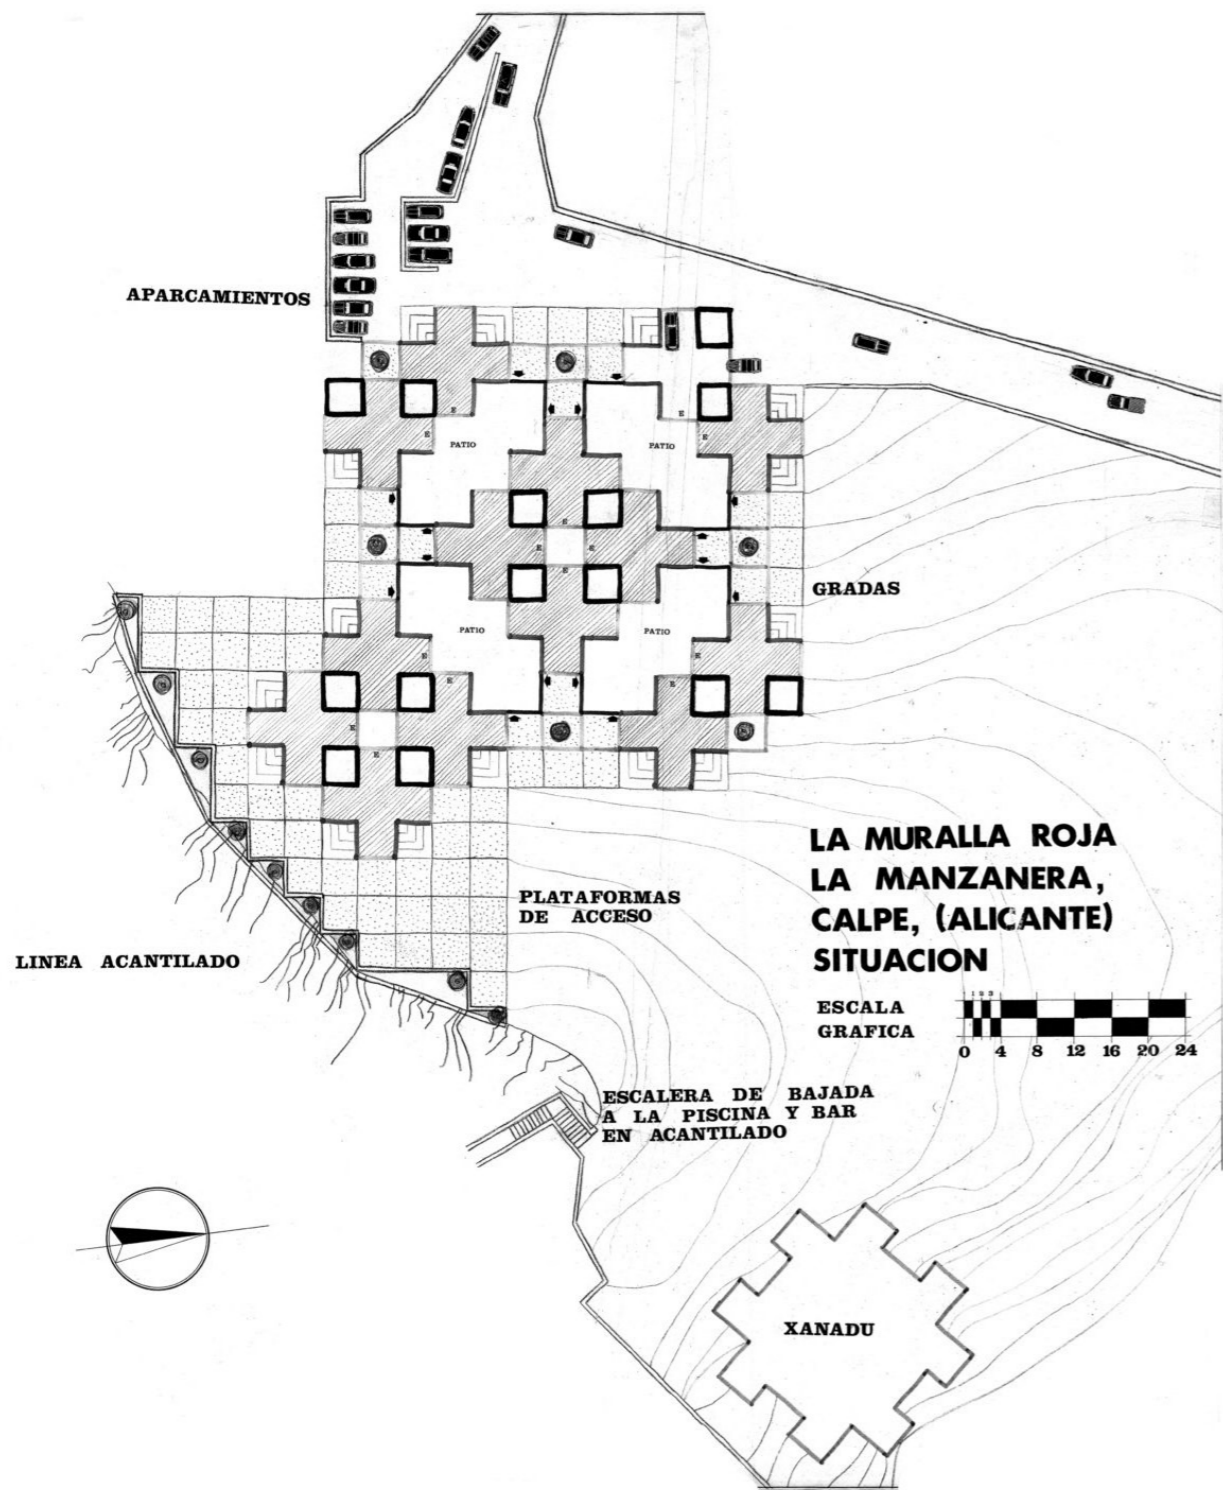 APARCAMIENTOS
E
E
E
E
PATIO
PATIO
E
E
E
E
GRADAS
PATIO
PATIO
E
E
E
E
E
E
LA MURALLA ROJA
LA MANZANERA,
CALPE, (ALICANTE)
SITUACION
PLATAFORMAS
DE ACCESO
LINEA ACANTILADO
1 2 3
ESCALA
GRAFICA
0 4 8 12 16 20 24
ESCALERA DE BAJADA
A LA PISCINA Y BAR
EN ACANTILADO
XANADU